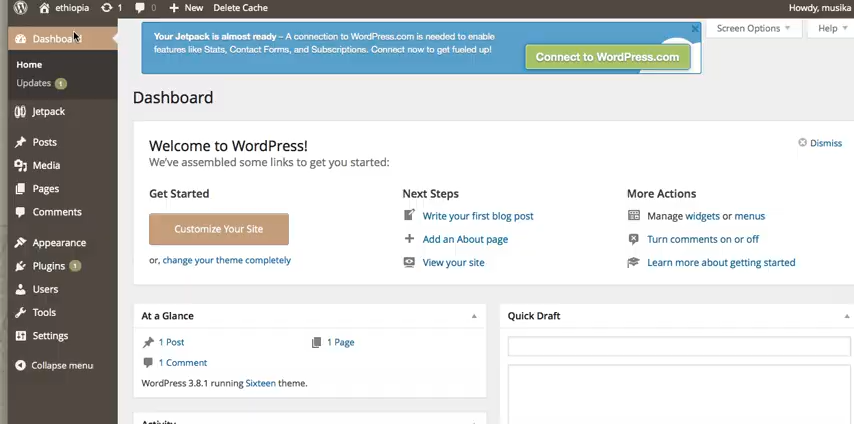 ethiopia 1 0 + New Delete Cache Howdy, musika
Dashboard
Your Jetpack is almost ready – A connection to WordPress.com is needed to enable
features like Stats, Contact Forms, and Subscriptions. Connect now to get fueled up!
Connect to WordPress.com
Screen Options
Help
Home
Updates 1
Jetpack
Posts
Media
Pages
Comments
Appearance
Plugins 1
Users
Tools
Settings
Collapse menu
Dashboard
Welcome to WordPress!
We've assembled some links to get you started:
Dismiss
Get Started
Customize Your Site
or, change your theme completely
Next Steps
Write your first blog post
Add an About page
View your site
More Actions
Manage widgets or menus
Turn comments on or off
Learn more about getting started
At a Glance
1 Post
1 Page
1 Comment
WordPress 3.8.1 running Sixteen theme.
Quick Draft